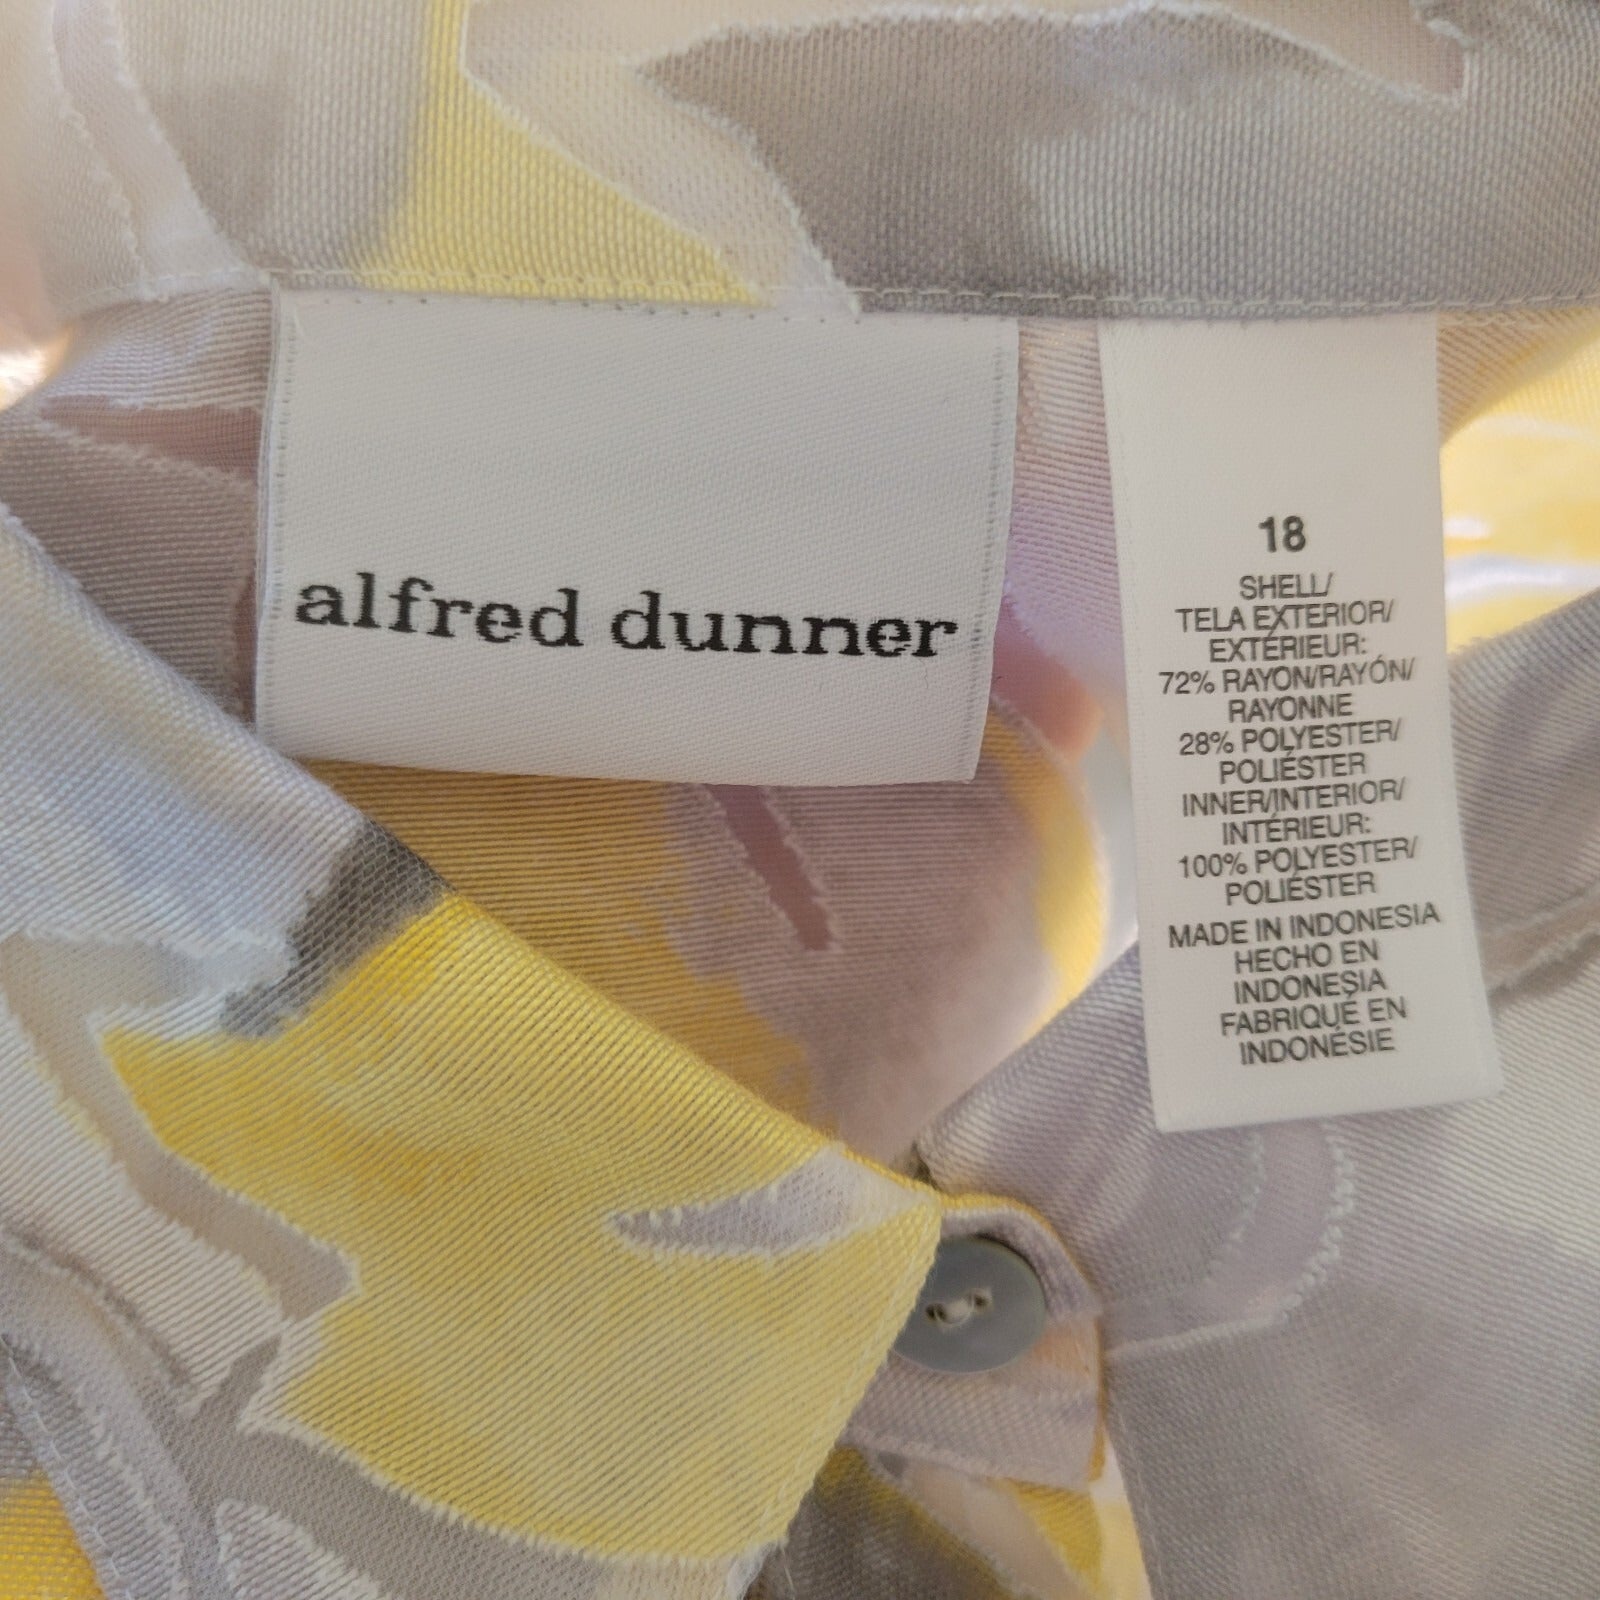 alfred dunner
18
SHELL/
TELA EXTERIOR/
EXTÉRIEUR:
72% RAYON/RAYÓN/
RAYONNE
28% POLYESTER/
POLIÉSTER
INNER/INTERIOR/
INTÉRIEUR:
100% POLYESTER/
POLIÉSTER
MADE IN INDONESIA
HECHO EN
INDONESIA
FABRIQUÉ EN
INDONÉSIE